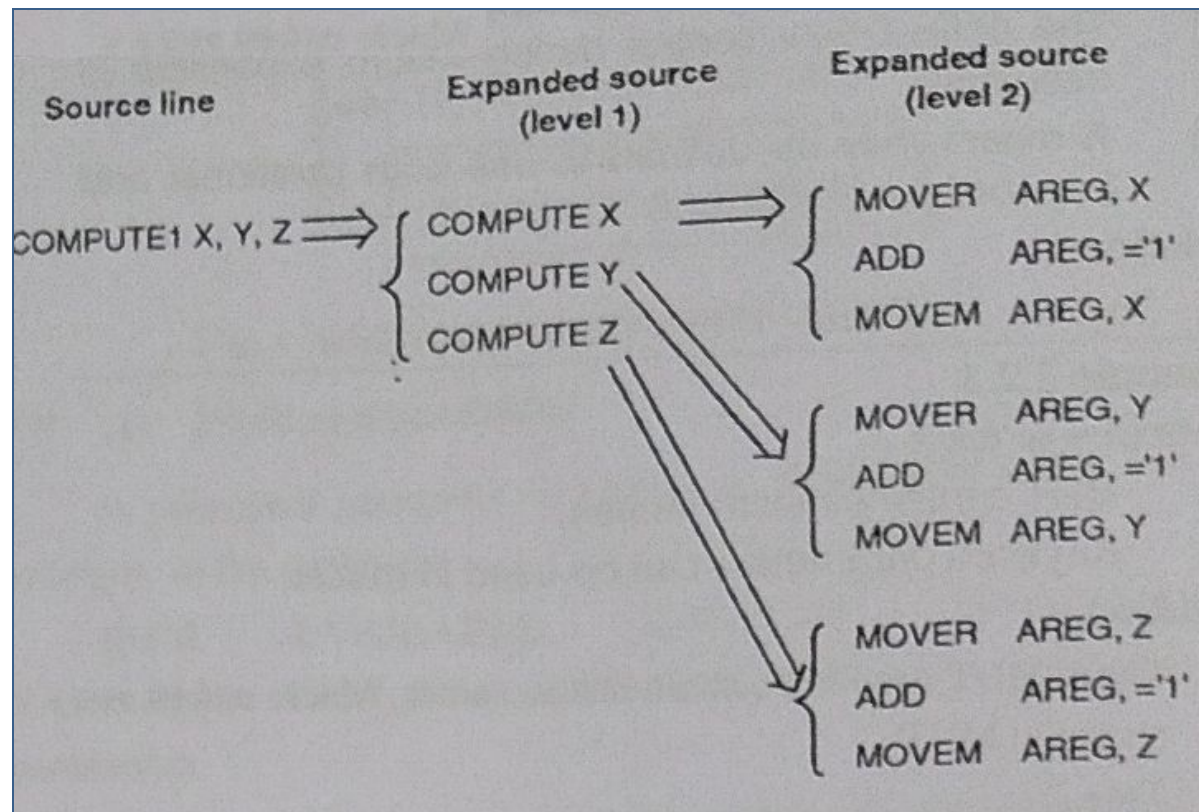 Source line
Expanded source
(level 1)
Expanded source
(level 2)
COMPUTE1 X, Y, Z
COMPUTE X
COMPUTE Y
COMPUTE Z
MOVER AREG, X
ADD AREG, ='1'
MOVEM AREG, X
MOVER AREG, Y
ADD AREG, ='1'
MOVEM AREG, Y
MOVER AREG, Z
ADD AREG, ='1'
MOVEM AREG, Z